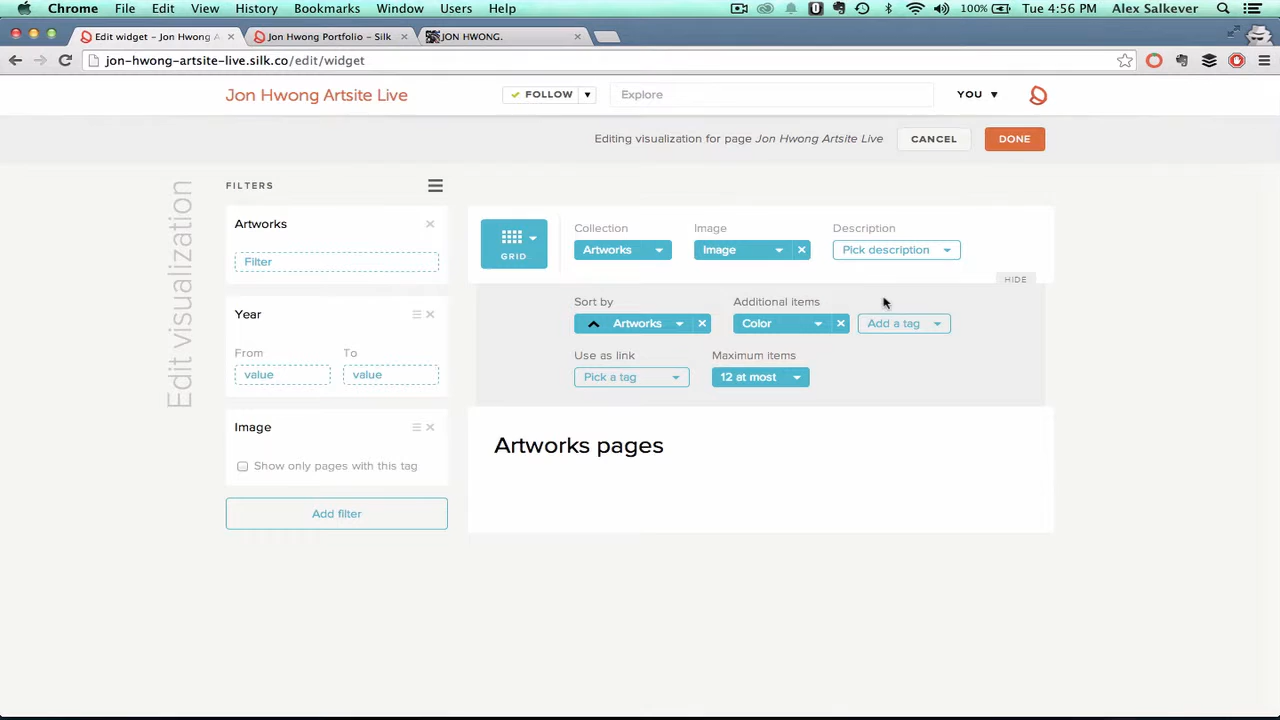 Chrome File Edit View History Bookmarks Window Users Help 100% Tue 4:56 PM Alex Salkever
Edit widget – Jon Hwong A Jon Hwong Portfolio – Silk JON HWONG.
jon-hwong-artsite-live.silk.co/edit/widget
Jon Hwong Artsite Live FOLLOW Explore YOU
Editing visualization for page Jon Hwong Artsite Live CANCEL DONE
Edit visualization
FILTERS
Artworks
Filter
Year
From To
value value
Image
Show only pages with this tag
Add filter
GRID
Collection Image Description
Artworks Image Pick description
HIDE
Sort by Additional items
Artworks Color Add a tag
Use as link Maximum items
Pick a tag 12 at most
Artworks pages